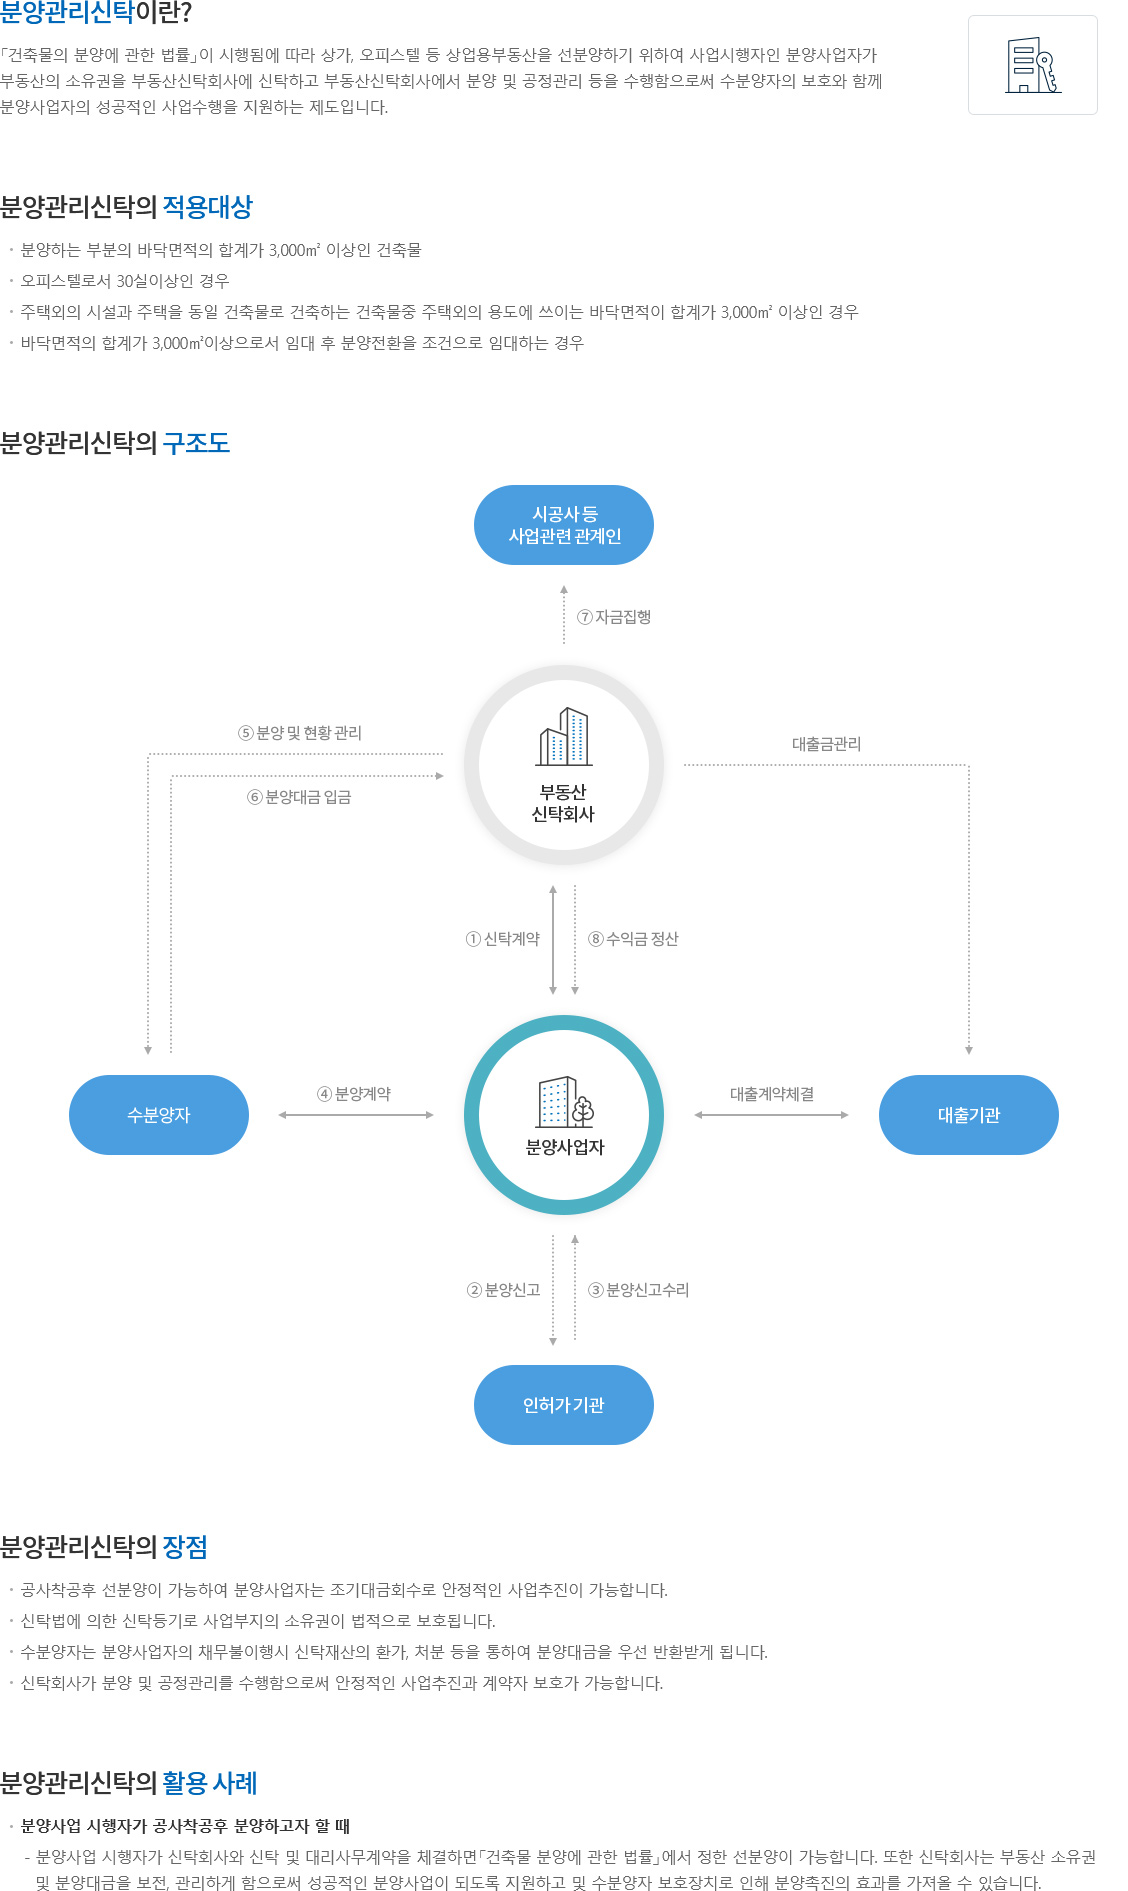 분양관리신탁이란?
「건축물의 분양에 관한 법률」이 시행됨에 따라 상가, 오피스텔 등 상업용부동산을 선분양하기 위하여 사업시행자인 분양사업자가
부동산의 소유권을 부동산신탁회사에 신탁하고 부동산신탁회사에서 분양 및 공정관리 등을 수행함으로써 수분양자의 보호와 함께
분양사업자의 성공적인 사업수행을 지원하는 제도입니다.
분양관리신탁의 적용대상
· 분양하는 부분의 바닥면적의 합계가 3,000㎡ 이상인 건축물
· 오피스텔로서 30실이상인 경우
· 주택외의 시설과 주택을 동일 건축물로 건축하는 건축물중 주택외의 용도에 쓰이는 바닥면적이 합계가 3,000㎡ 이상인 경우
· 바닥면적의 합계가 3,000㎡이상으로서 임대 후 분양전환을 조건으로 임대하는 경우
분양관리신탁의 구조도
시공사 등
사업관련 관계인
⑦ 자금집행
⑤ 분양 및 현황 관리
대출금관리
⑥ 분양대금 입금
부동산
신탁회사
① 신탁계약
⑧ 수익금 정산
수분양자
④ 분양계약
분양사업자
대출계약체결
대출기관
② 분양신고
③ 분양신고수리
인허가 기관
분양관리신탁의 장점
· 공사착공후 선분양이 가능하여 분양사업자는 조기대금회수로 안정적인 사업추진이 가능합니다.
· 신탁법에 의한 신탁등기로 사업부지의 소유권이 법적으로 보호됩니다.
· 수분양자는 분양사업자의 채무불이행시 신탁재산의 환가, 처분 등을 통하여 분양대금을 우선 반환받게 됩니다.
· 신탁회사가 분양 및 공정관리를 수행함으로써 안정적인 사업추진과 계약자 보호가 가능합니다.
분양관리신탁의 활용 사례
· 분양사업 시행자가 공사착공후 분양하고자 할 때
- 분양사업 시행자가 신탁회사와 신탁 및 대리사무계약을 체결하면「건축물 분양에 관한 법률」에서 정한 선분양이 가능합니다. 또한 신탁회사는 부동산 소유권
및 분양대금을 보전, 관리하게 함으로써 성공적인 분양사업이 되도록 지원하고 및 수분양자 보호장치로 인해 분양촉진의 효과를 가져올 수 있습니다.